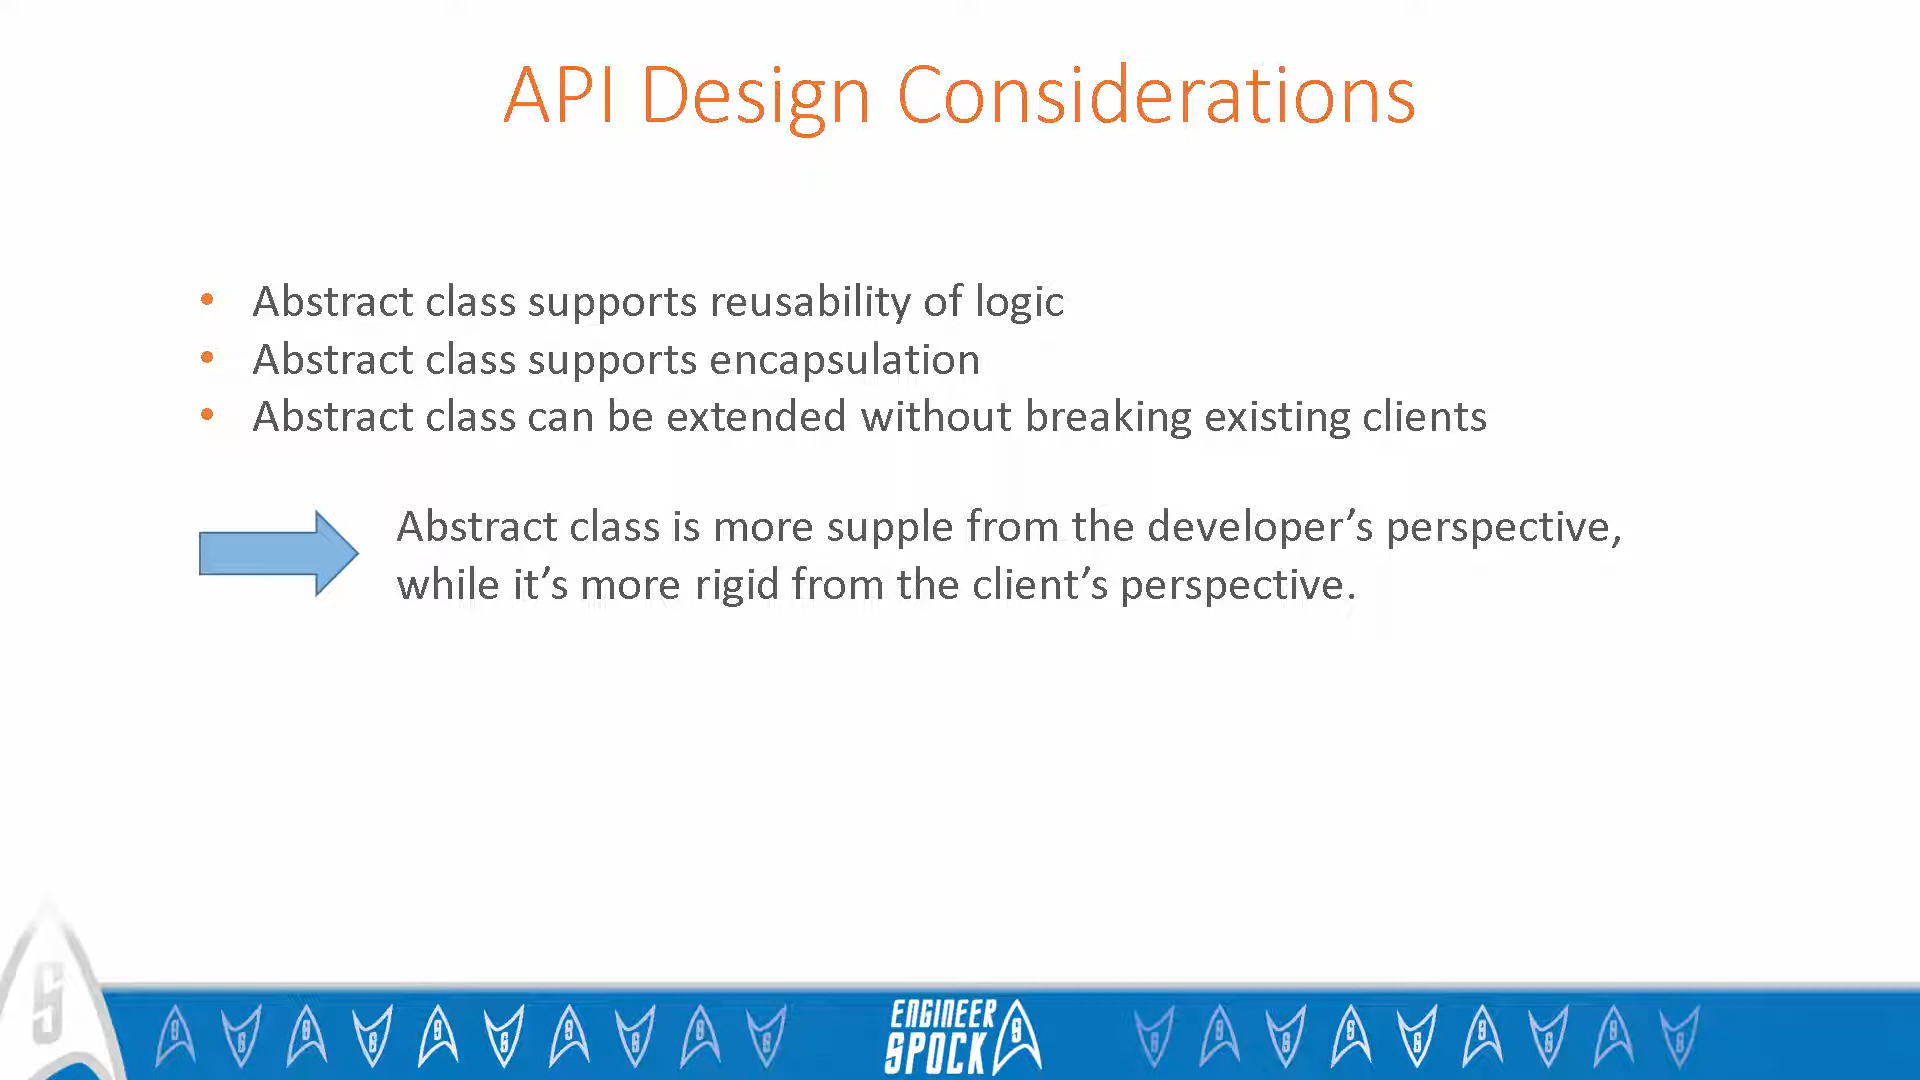 API Design Considerations
• Abstract class supports reusability of logic
• Abstract class supports encapsulation
• Abstract class can be extended without breaking existing clients
Abstract class is more supple from the developer’s perspective,
while it’s more rigid from the client’s perspective.
ENGINEER
SPOCK